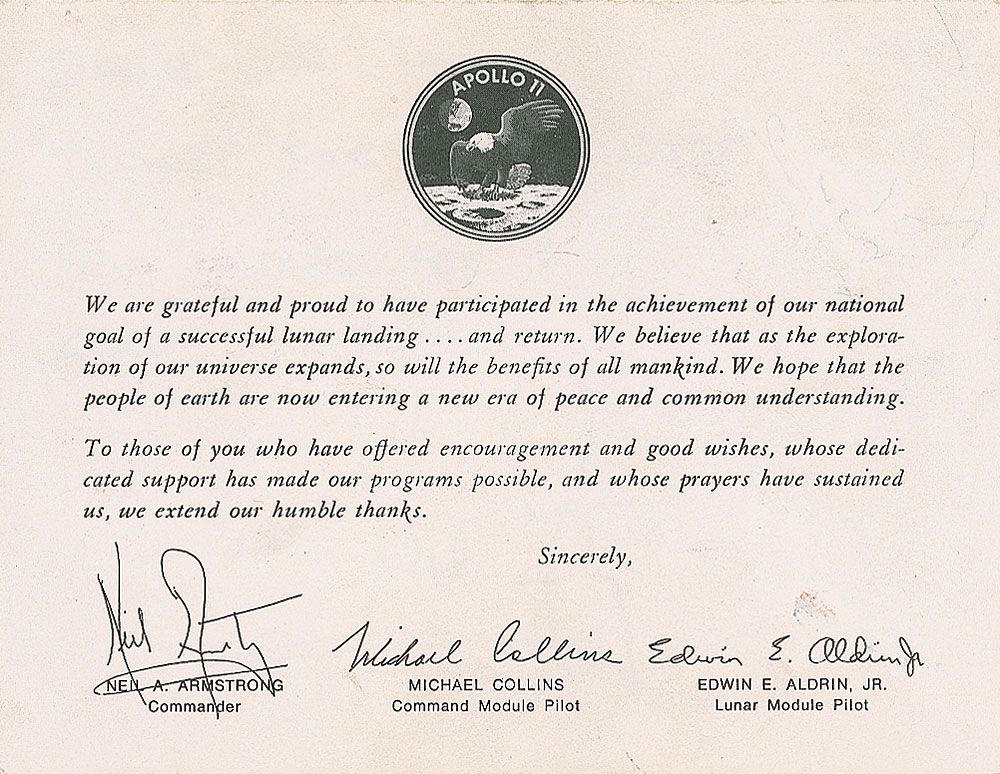 APOLLO 11
We are grateful and proud to have participated in the achievement of our national
goal of a successful lunar landing ....and return. We believe that as the explora-
tion of our universe expands, so will the benefits of all mankind. We hope that the
people of earth are now entering a new era of peace and common understanding.
To those of you who have offered encouragement and good wishes, whose dedi-
cated support has made our programs possible, and whose prayers have sustained
us, we extend our humble thanks.
Sincerely,
Neil Armstrong Michael Collins Edwin E. Aldrin Jr
NEIL A. ARMSTRONG MICHAEL COLLINS EDWIN E. ALDRIN, JR.
Commander Command Module Pilot Lunar Module Pilot